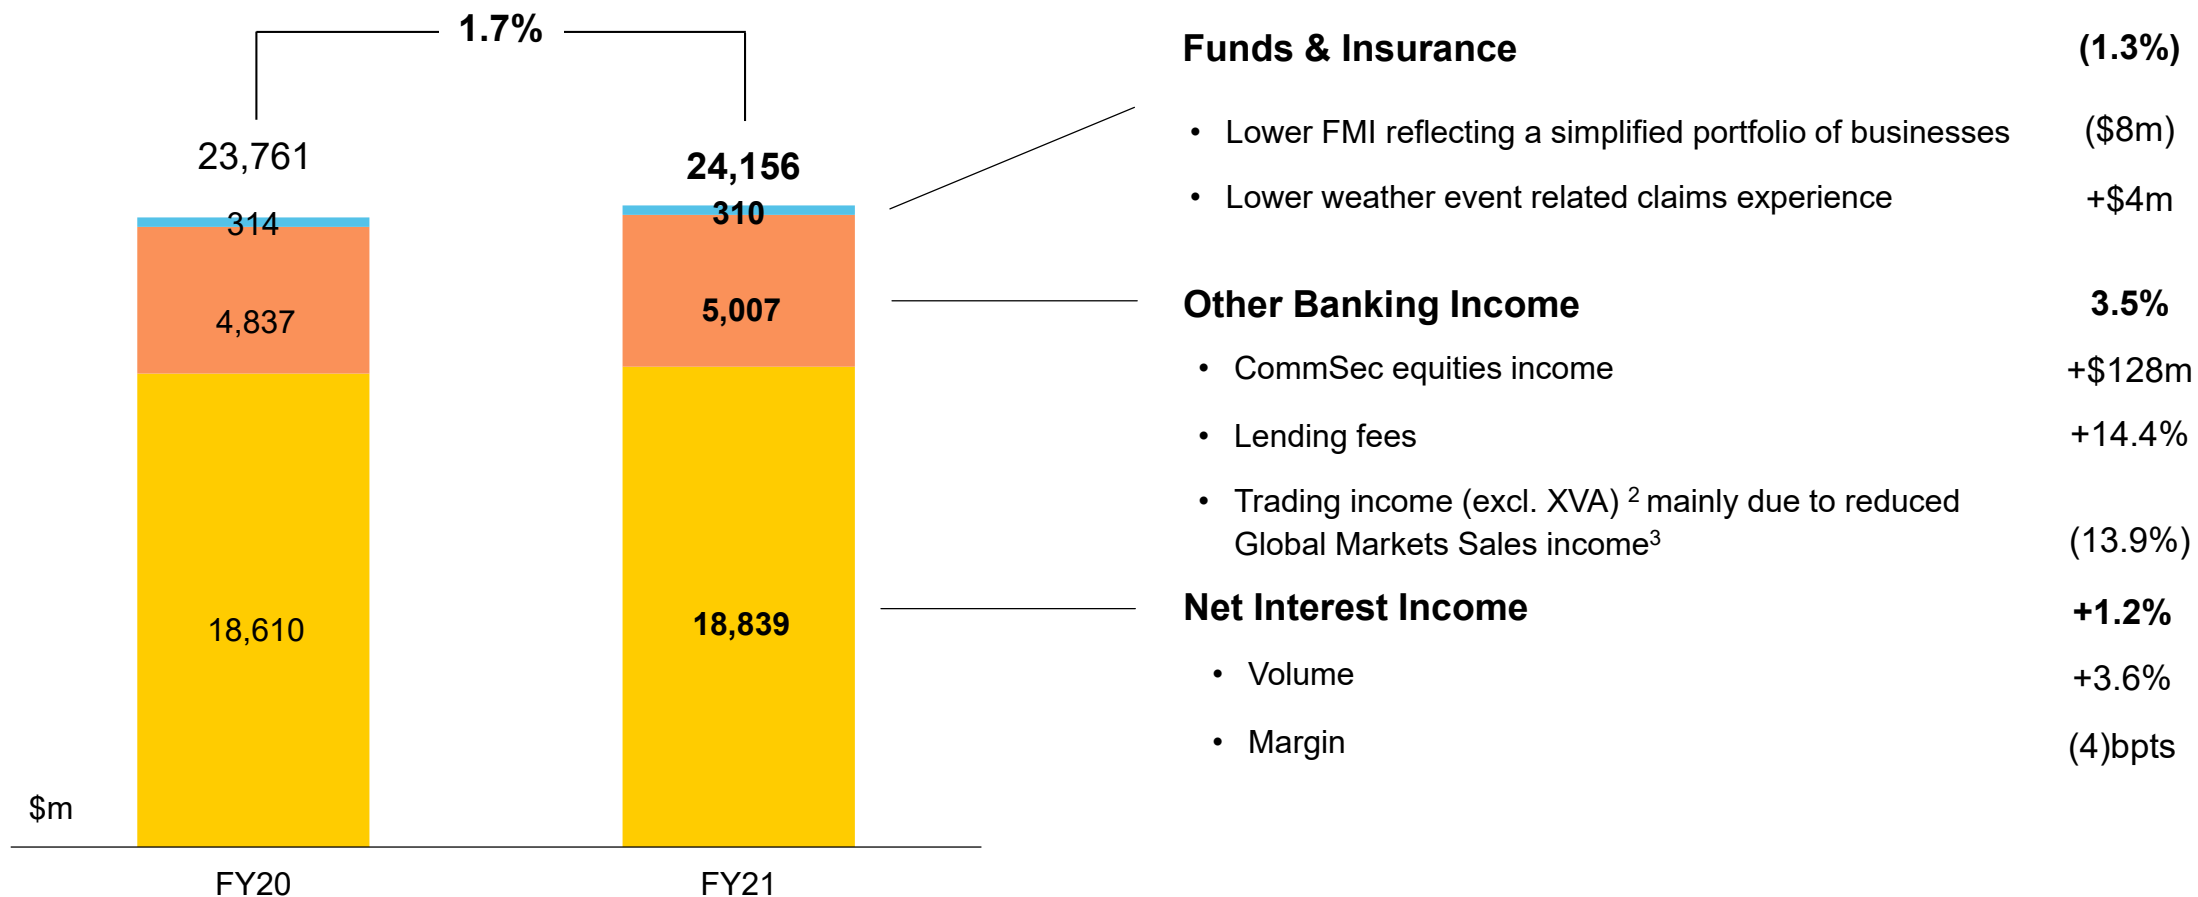 1.7%
23,761
24,156
314
310
4,837
5,007
18,610
18,839
$m
FY20
FY21
Funds & Insurance (1.3%)
• Lower FMI reflecting a simplified portfolio of businesses ($8m)
• Lower weather event related claims experience +$4m
Other Banking Income 3.5%
• CommSec equities income +$128m
• Lending fees +14.4%
• Trading income (excl. XVA) ² mainly due to reduced
Global Markets Sales income³ (13.9%)
Net Interest Income +1.2%
• Volume +3.6%
• Margin (4)bpts